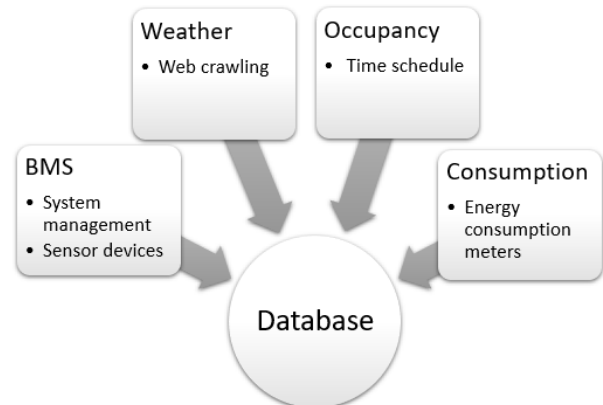 Weather
• Web crawling
Occupancy
• Time schedule
BMS
• System
management
• Sensor devices
Consumption
• Energy
consumption
meters
Database